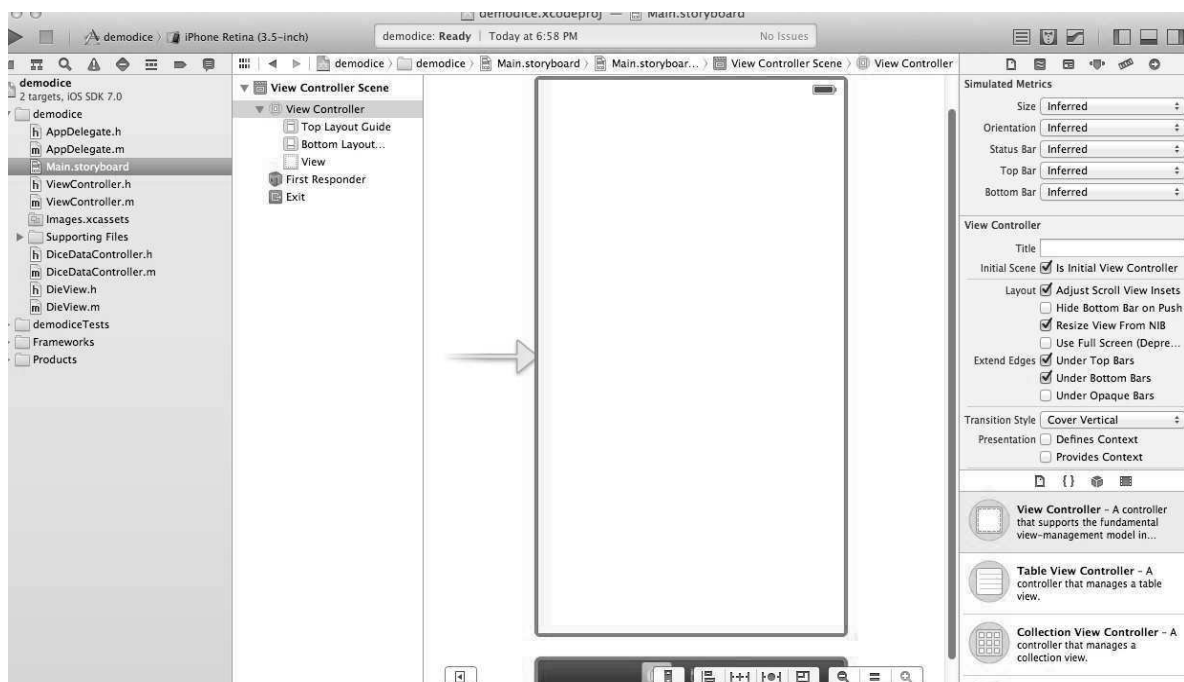 demodice.xcodeproj — Main.storyboard
demodice › iPhone Retina (3.5-inch)
demodice: Ready | Today at 6:58 PM
No Issues
demodice › demodice › Main.storyboard › Main.storyboar... › View Controller Scene › View Controller
demodice
2 targets, iOS SDK 7.0
demodice
h AppDelegate.h
m AppDelegate.m
Main.storyboard
h ViewController.h
m ViewController.m
Images.xcassets
Supporting Files
h DiceDataController.h
m DiceDataController.m
h DieView.h
m DieView.m
demodiceTests
Frameworks
Products
View Controller Scene
View Controller
Top Layout Guide
Bottom Layout...
View
First Responder
Exit
Simulated Metrics
Size Inferred
Orientation Inferred
Status Bar Inferred
Top Bar Inferred
Bottom Bar Inferred
View Controller
Title
Initial Scene Is Initial View Controller
Layout Adjust Scroll View Insets
Hide Bottom Bar on Push
Resize View From NIB
Use Full Screen (Depre...
Extend Edges Under Top Bars
Under Bottom Bars
Under Opaque Bars
Transition Style Cover Vertical
Presentation Defines Context
Provides Context
{}
View Controller – A controller
that supports the fundamental
view-management model in...
Table View Controller – A
controller that manages a table
view.
Collection View Controller – A
controller that manages a
collection view.